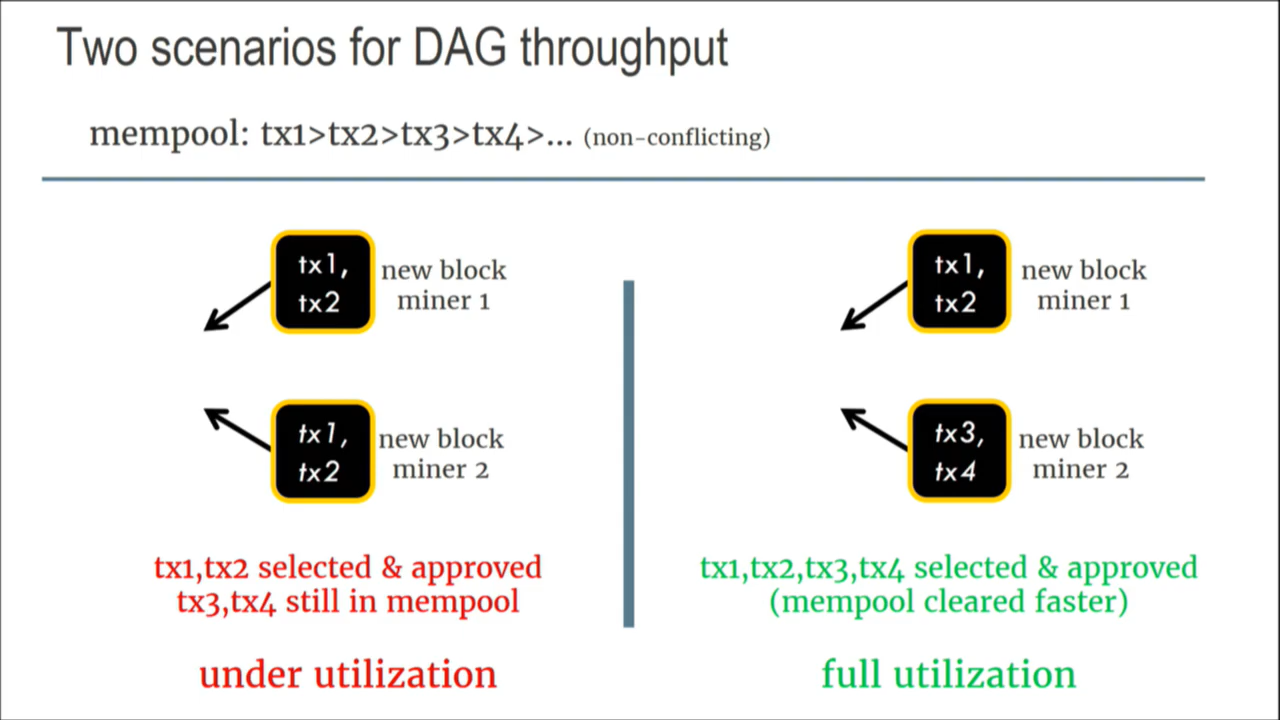 Two scenarios for DAG throughput
mempool: tx1>tx2>tx3>tx4>... (non-conflicting)
tx1,
tx2
new block
miner 1
tx1,
tx2
new block
miner 2
tx1,tx2 selected & approved
tx3,tx4 still in mempool
under utilization
tx1,
tx2
new block
miner 1
tx3,
tx4
new block
miner 2
tx1,tx2,tx3,tx4 selected & approved
(mempool cleared faster)
full utilization